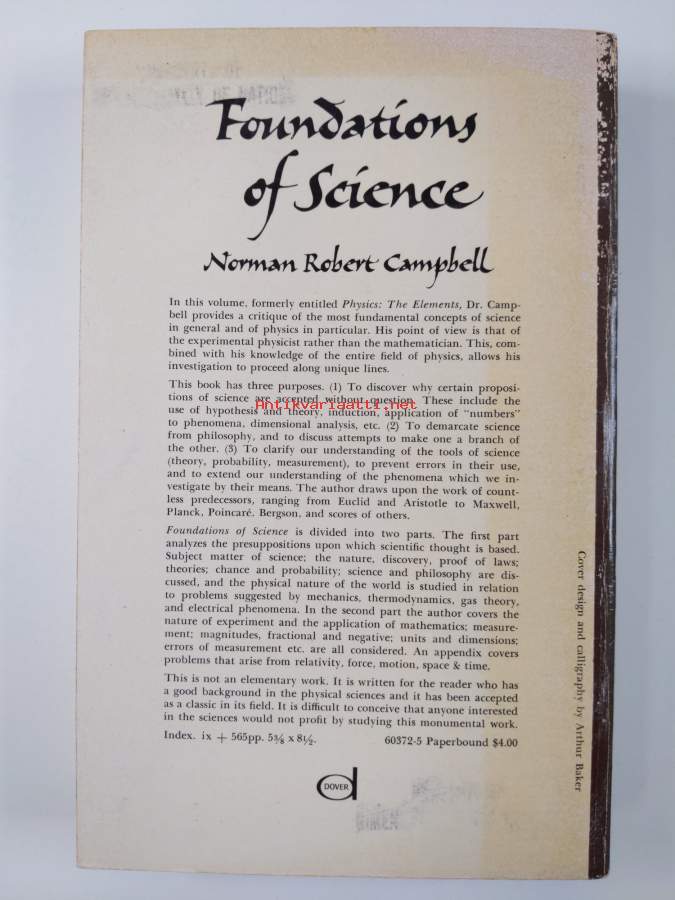 Foundations
of Science
Norman Robert Campbell
In this volume, formerly entitled Physics: The Elements, Dr. Camp-
bell provides a critique of the most fundamental concepts of science
in general and of physics in particular. His point of view is that of
the experimental physicist rather than the mathematician. This, com-
bined with his knowledge of the entire field of physics, allows his
investigation to proceed along unique lines.
This book has three purposes. (1) To discover why certain proposi-
tions of science are accepted without question. These include the
Antikvariaatti.net
use of hypothesis and theory, induction, application of "numbers"
to phenomena, dimensional analysis, etc. (2) To demarcate science
from philosophy, and to discuss attempts to make one a branch of
the other. (3) To clarify our understanding of the tools of science
(theory, probability, measurement), to prevent errors in their use,
and to extend our understanding of the phenomena which we in-
vestigate by their means. The author draws upon the work of count-
less predecessors, ranging from Euclid and Aristotle to Maxwell,
Planck, Poincaré, Bergson, and scores of others.
Foundations of Science is divided into two parts. The first part
analyzes the presuppositions upon which scientific thought is based.
Subject matter of science; the nature, discovery, proof of laws;
theories; chance and probability; science and philosophy are dis-
cussed, and the physical nature of the world is studied in relation
to problems suggested by mechanics, thermodynamics, gas theory,
and electrical phenomena. In the second part the author covers the
nature of experiment and the application of mathematics; measure-
ment; magnitudes, fractional and negative; units and dimensions;
errors of measurement etc. are all considered. An appendix covers
problems that arise from relativity, force, motion, space & time.
This is not an elementary work. It is written for the reader who has
a good background in the physical sciences and it has been accepted
as a classic in its field. It is difficult to conceive that anyone interested
in the sciences would not profit by studying this monumental work.
Index. ix + 565pp. 5⅜ x 8½. 60372-5 Paperbound $4.00
DOVER
Cover design and calligraphy by Arthur Baker